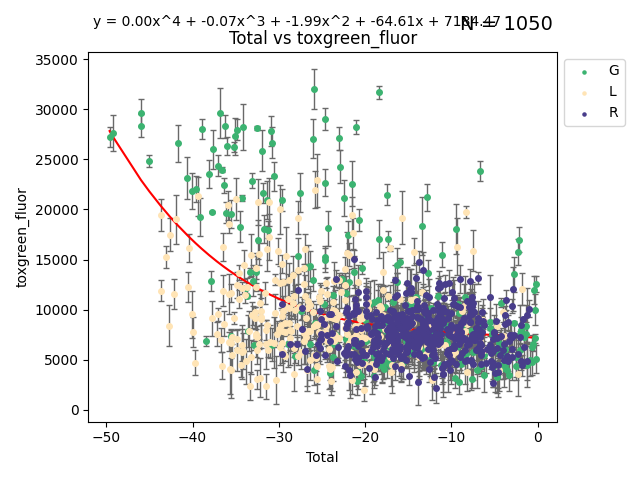 y = 0.00x^4 + -0.07x^3 + -1.99x^2 + -64.61x + 7184.47
N = 1050
Total vs toxgreen_fluor
35000
30000
25000
20000
15000
10000
5000
0
toxgreen_fluor
−50
−40
−30
−20
−10
0
Total
G
L
R